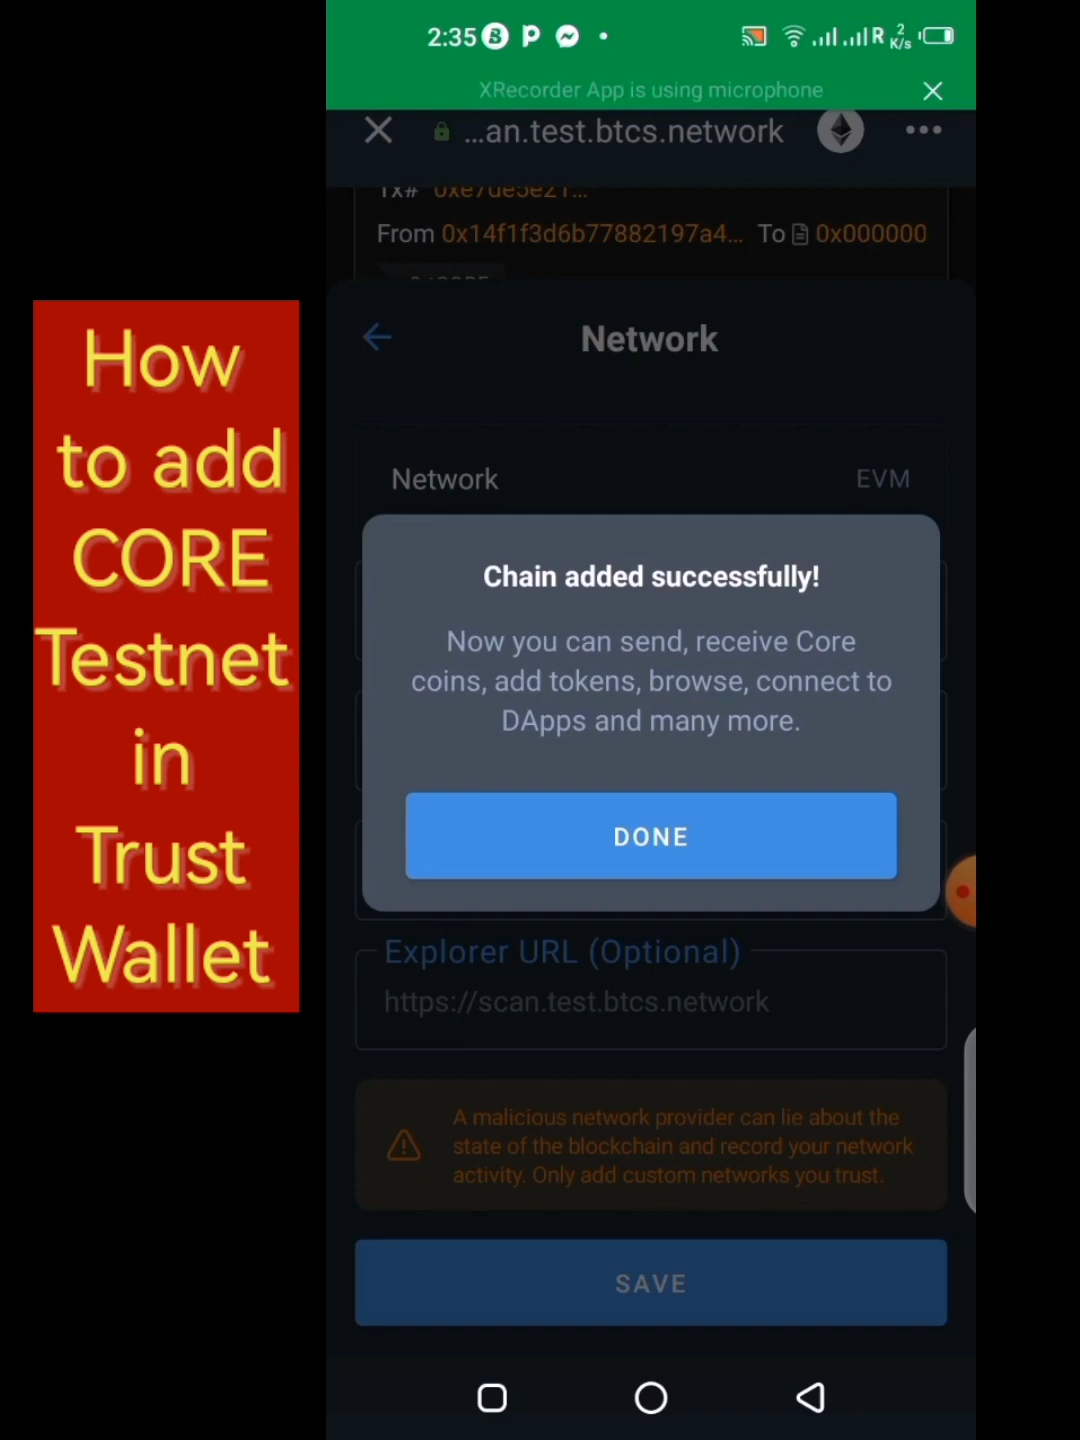 How
to add
CORE
Testnet
in
Trust
Wallet
2:35
R 2 K/s
XRecorder App is using microphone
...an.test.btcs.network
Tx# 0xe7de5e21...
From 0x14f1f3d6b77882197a4... To 0x000000
Network
Network EVM
Chain added successfully!
Now you can send, receive Core
coins, add tokens, browse, connect to
DApps and many more.
DONE
Explorer URL (Optional)
https://scan.test.btcs.network
A malicious network provider can lie about the
state of the blockchain and record your network
activity. Only add custom networks you trust.
SAVE